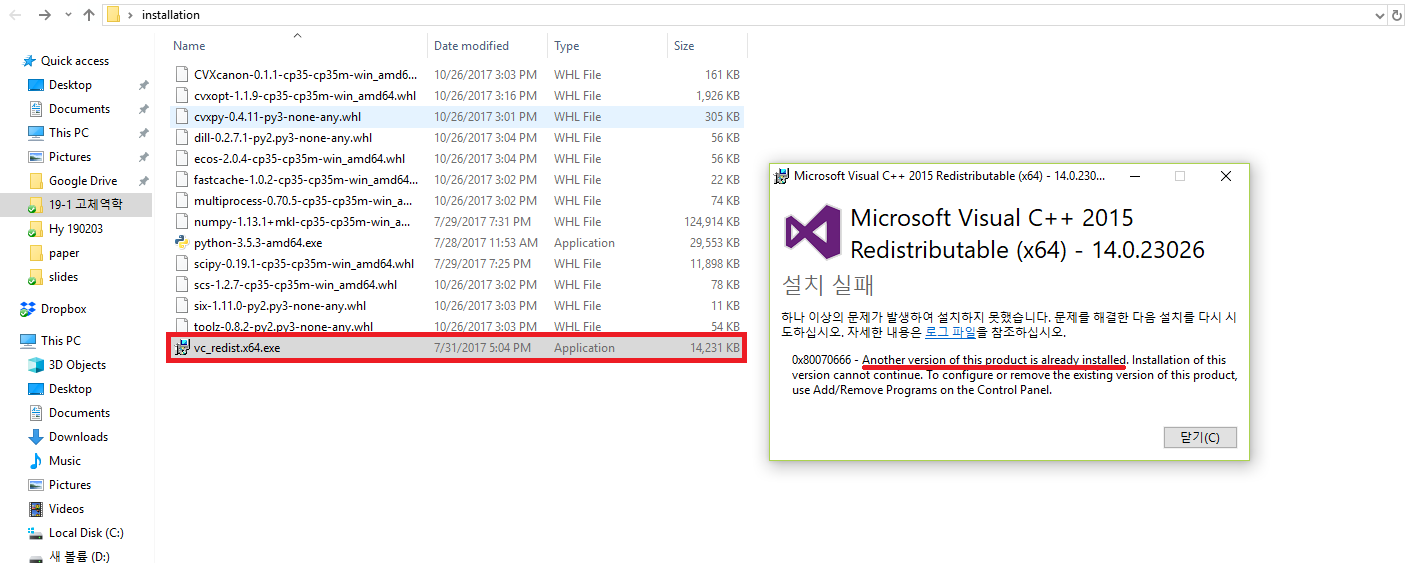 installation
Name Date modified Type Size
Quick access
Desktop
Documents
This PC
Pictures
Google Drive
19-1 고체역학
Hy 190203
paper
slides
Dropbox
This PC
3D Objects
Desktop
Documents
Downloads
Music
Pictures
Videos
Local Disk (C:)
새 볼륨 (D:)
CVXcanon-0.1.1-cp35-cp35m-win_amd6... 10/26/2017 3:03 PM WHL File 161 KB
cvxopt-1.1.9-cp35-cp35m-win_amd64.whl 10/26/2017 3:16 PM WHL File 1,926 KB
cvxpy-0.4.11-py3-none-any.whl 10/26/2017 3:01 PM WHL File 305 KB
dill-0.2.7.1-py2.py3-none-any.whl 10/26/2017 3:04 PM WHL File 56 KB
ecos-2.0.4-cp35-cp35m-win_amd64.whl 10/26/2017 3:04 PM WHL File 56 KB
fastcache-1.0.2-cp35-cp35m-win_amd64... 10/26/2017 3:02 PM WHL File 22 KB
multiprocess-0.70.5-cp35-cp35m-win_a... 10/26/2017 3:02 PM WHL File 74 KB
numpy-1.13.1+mkl-cp35-cp35m-win_a... 7/29/2017 7:31 PM WHL File 124,914 KB
python-3.5.3-amd64.exe 7/28/2017 11:53 AM Application 29,553 KB
scipy-0.19.1-cp35-cp35m-win_amd64.whl 7/29/2017 7:25 PM WHL File 11,898 KB
scs-1.2.7-cp35-cp35m-win_amd64.whl 10/26/2017 3:02 PM WHL File 78 KB
six-1.11.0-py2.py3-none-any.whl 10/26/2017 3:03 PM WHL File 11 KB
toolz-0.8.2-py2.py3-none-any.whl 10/26/2017 3:03 PM WHL File 54 KB
vc_redist.x64.exe 7/31/2017 5:04 PM Application 14,231 KB
Microsoft Visual C++ 2015 Redistributable (x64) - 14.0.230...
Microsoft Visual C++ 2015
Redistributable (x64) - 14.0.23026
설치 실패
하나 이상의 문제가 발생하여 설치하지 못했습니다. 문제를 해결한 다음 설치를 다시 시
도하십시오. 자세한 내용은 로그 파일을 참조하십시오.
0x80070666 - Another version of this product is already installed. Installation of this
version cannot continue. To configure or remove the existing version of this product,
use Add/Remove Programs on the Control Panel.
닫기(C)